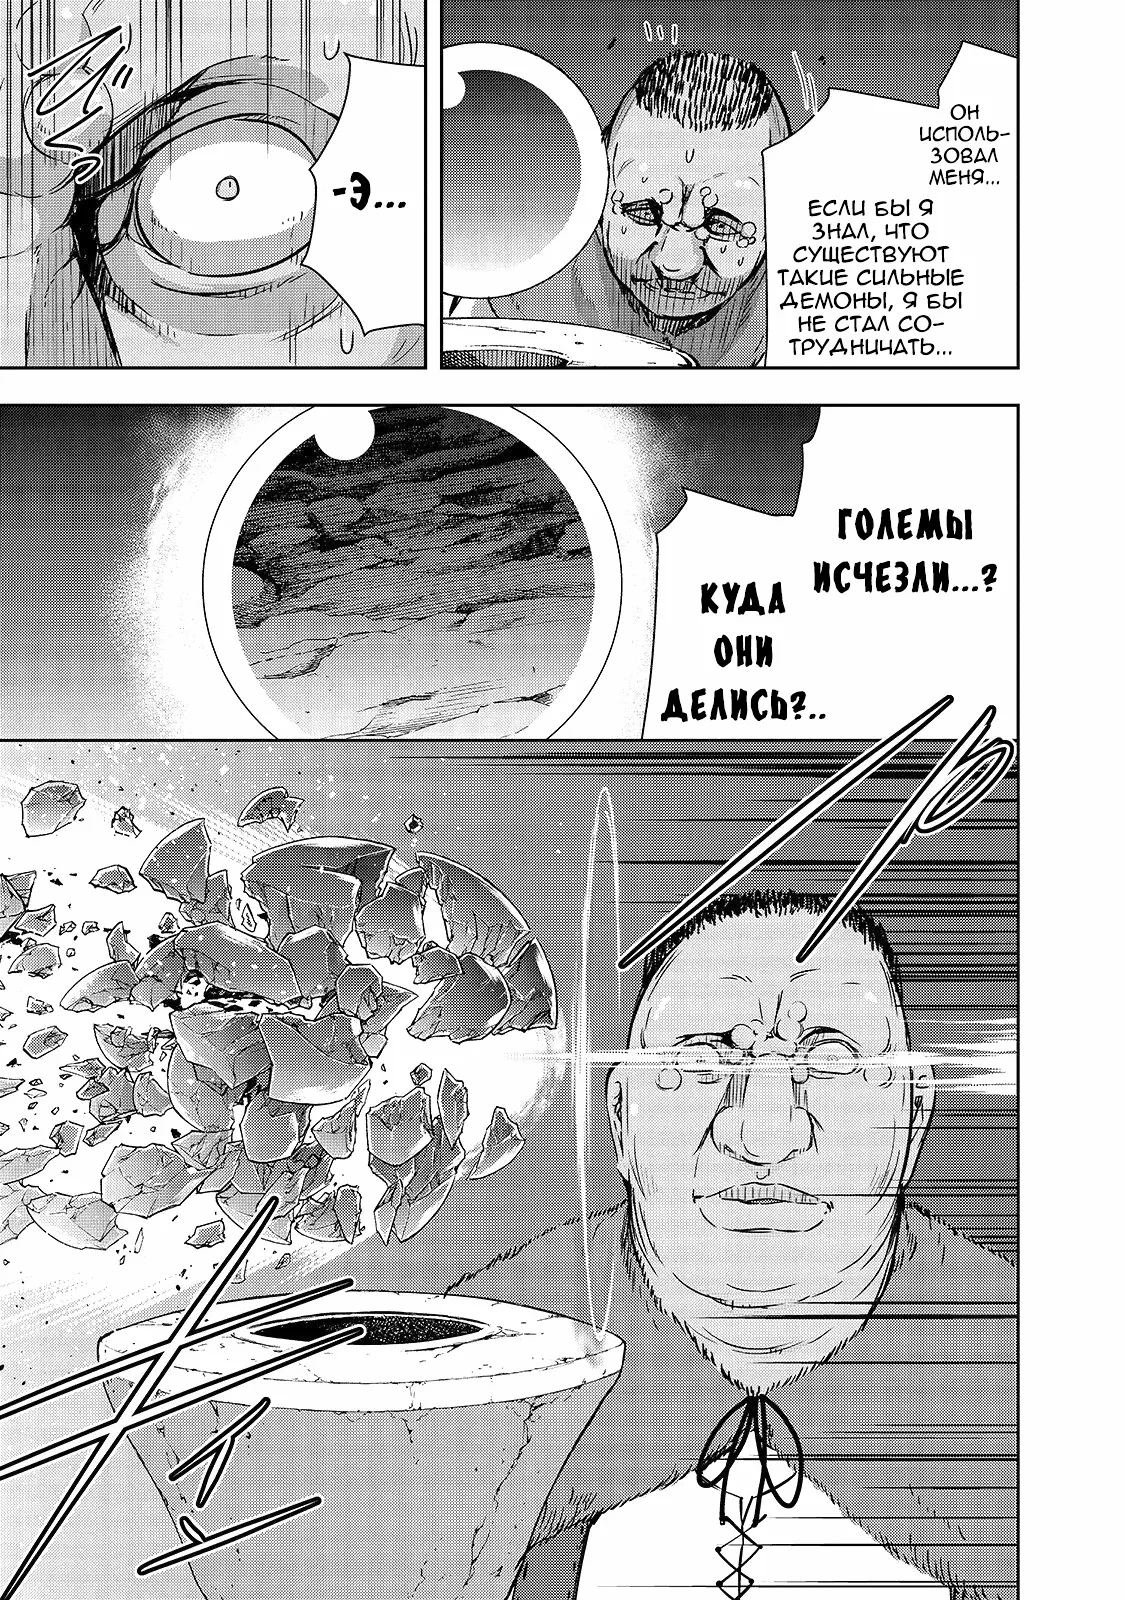 ОН
ИСПОЛЬ-
ЗОВАЛ
МЕНЯ...
ЕСЛИ БЫ Я
ЗНАЛ, ЧТО
СУЩЕСТВУЮТ
ТАКИЕ СИЛЬНЫЕ
ДЕМОНЫ, Я БЫ
НЕ СТАЛ СО-
ТРУДНИЧАТЬ...
-Э...
ГОЛЕМЫ
ИСЧЕЗЛИ...?
КУДА
ОНИ
ДЕЛИСЬ?..